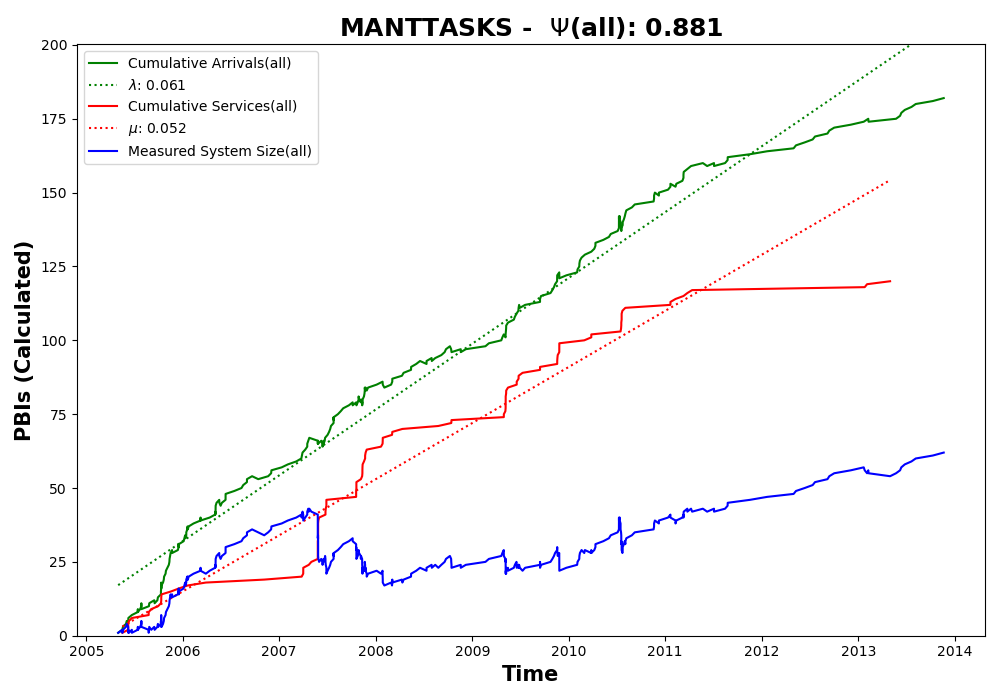 MANTTASKS - Ψ(all): 0.881
200
175
150
125
100
75
50
25
0
PBIs (Calculated)
Cumulative Arrivals(all)
λ: 0.061
Cumulative Services(all)
μ: 0.052
Measured System Size(all)
2005 2006 2007 2008 2009 2010 2011 2012 2013 2014
Time